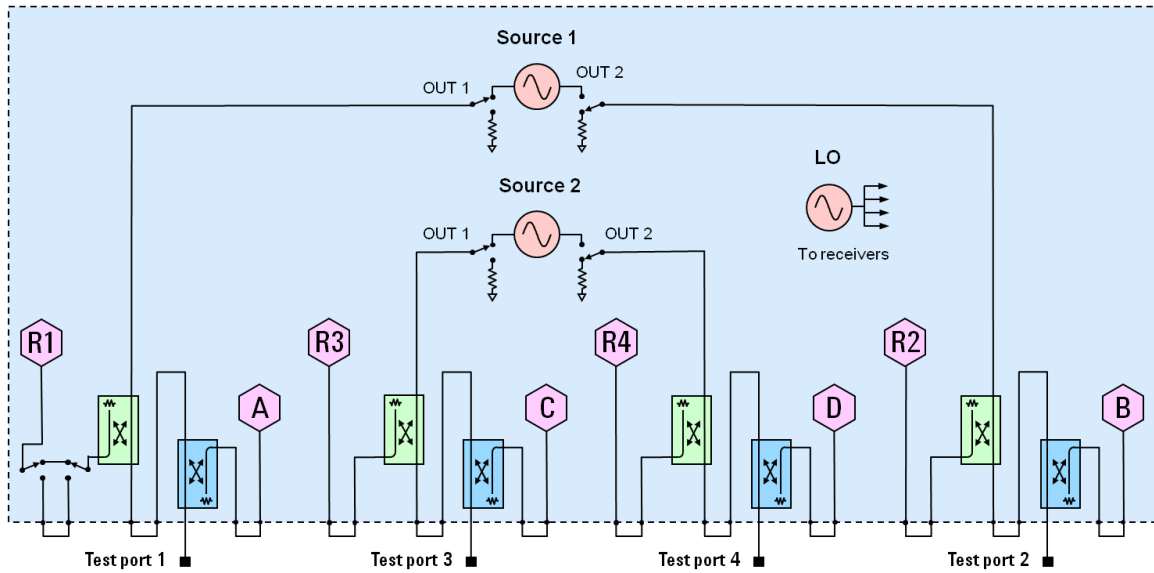 Source 1
OUT 1
OUT 2
LO
Source 2
OUT 1
OUT 2
To receivers
R1
R3
R4
R2
A
C
D
B
Test port 1
Test port 3
Test port 4
Test port 2